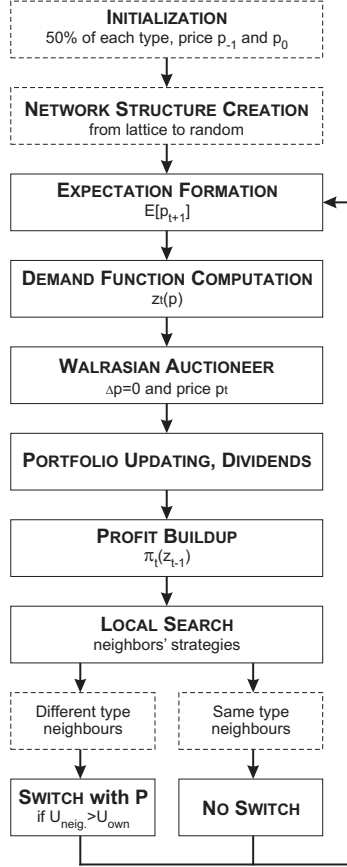 INITIALIZATION
50% of each type, price p₋₁ and p₀
NETWORK STRUCTURE CREATION
from lattice to random
EXPECTATION FORMATION
E[pₜ₊₁]
DEMAND FUNCTION COMPUTATION
zt(p)
WALRASIAN AUCTIONEER
Δp=0 and price pt
PORTFOLIO UPDATING, DIVIDENDS
PROFIT BUILDUP
πₜ(zₜ₋₁)
LOCAL SEARCH
neighbors' strategies
Different type
neighbours
Same type
neighbours
SWITCH with P
if U_neig.>U_own
NO SWITCH